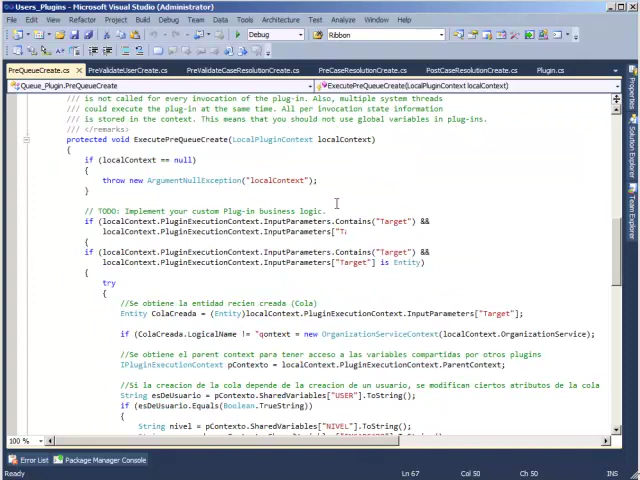 Users_Plugins - Microsoft Visual Studio (Administrator)
File Edit View Refactor Project Build Debug Team Data Tools Architecture Test Analyze Window Help
Debug Ribbon
PreQueueCreate.cs PreValidateUserCreate.cs PreValidateCaseResolutionCreate.cs PreCaseResolutionCreate.cs PostCaseResolutionCreate.cs Plugin.cs
Queue_Plugin.PreQueueCreate ExecutePreQueueCreate(LocalPluginContext localContext)
/// is not called for every invocation of the plug-in. Also, multiple system threads
/// could execute the plug-in at the same time. All per invocation state information
/// is stored in the context. This means that you should not use global variables in plug-ins.
/// </remarks>
protected void ExecutePreQueueCreate(LocalPluginContext localContext)
{
if (localContext == null)
{
throw new ArgumentNullException("localContext");
}
// TODO: Implement your custom Plug-in business logic.
if (localContext.PluginExecutionContext.InputParameters.Contains("Target") &&
localContext.PluginExecutionContext.InputParameters["Ta
{
if (localContext.PluginExecutionContext.InputParameters.Contains("Target") &&
localContext.PluginExecutionContext.InputParameters["Target"] is Entity)
{
try
{
//Se obtiene la entidad recien creada (Cola)
Entity ColaCreada = (Entity)localContext.PluginExecutionContext.InputParameters["Target"];
if (ColaCreada.LogicalName != "qontext = new OrganizationServiceContext(localContext.OrganizationService);
//Se obtiene el parent context para tener acceso a las variables compartidas por otros plugins
IPluginExecutionContext pContexto = localContext.PluginExecutionContext.ParentContext;
//Si la creacion de la cola depende de la creacion de un usuario, se modifican ciertos atributos de la cola
String esDeUsuario = pContexto.SharedVariables["USER"].ToString();
if (esDeUsuario.Equals(Boolean.TrueString))
{
String nivel = pContexto.SharedVariables["NIVEL"].ToString();
100 %
Error List Package Manager Console
Ready Ln 67 Col 50 Ch 50 INS
Properties
Solution Explorer
Team Explorer